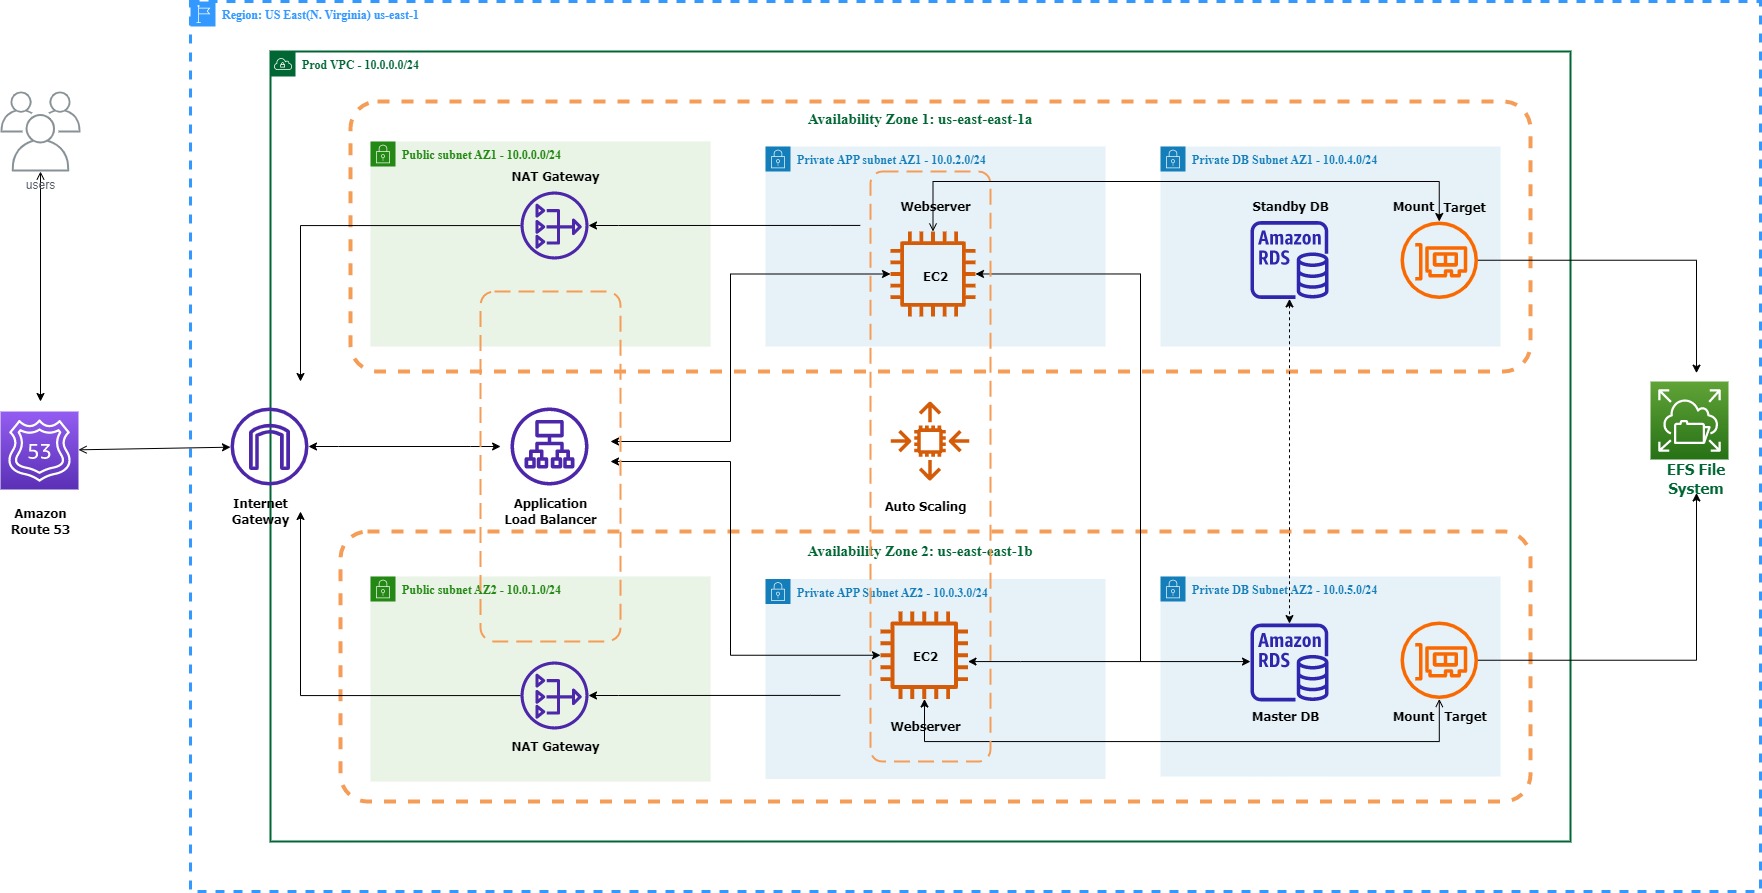 Region: US East(N. Virginia) us-east-1
Prod VPC - 10.0.0.0/24
Availability Zone 1: us-east-east-1a
Public subnet AZ1 - 10.0.0.0/24
Private APP subnet AZ1 - 10.0.2.0/24
Private DB Subnet AZ1 - 10.0.4.0/24
NAT Gateway
users
Webserver
Standby DB
Mount Target
Amazon
RDS
EC2
53
Amazon
Route 53
Internet
Gateway
Application
Load Balancer
Auto Scaling
EFS File
System
Availability Zone 2: us-east-east-1b
Public subnet AZ2 - 10.0.1.0/24
Private APP Subnet AZ2 - 10.0.3.0/24
Private DB Subnet AZ2 - 10.0.5.0/24
EC2
Amazon
RDS
Webserver
Master DB
Mount Target
NAT Gateway